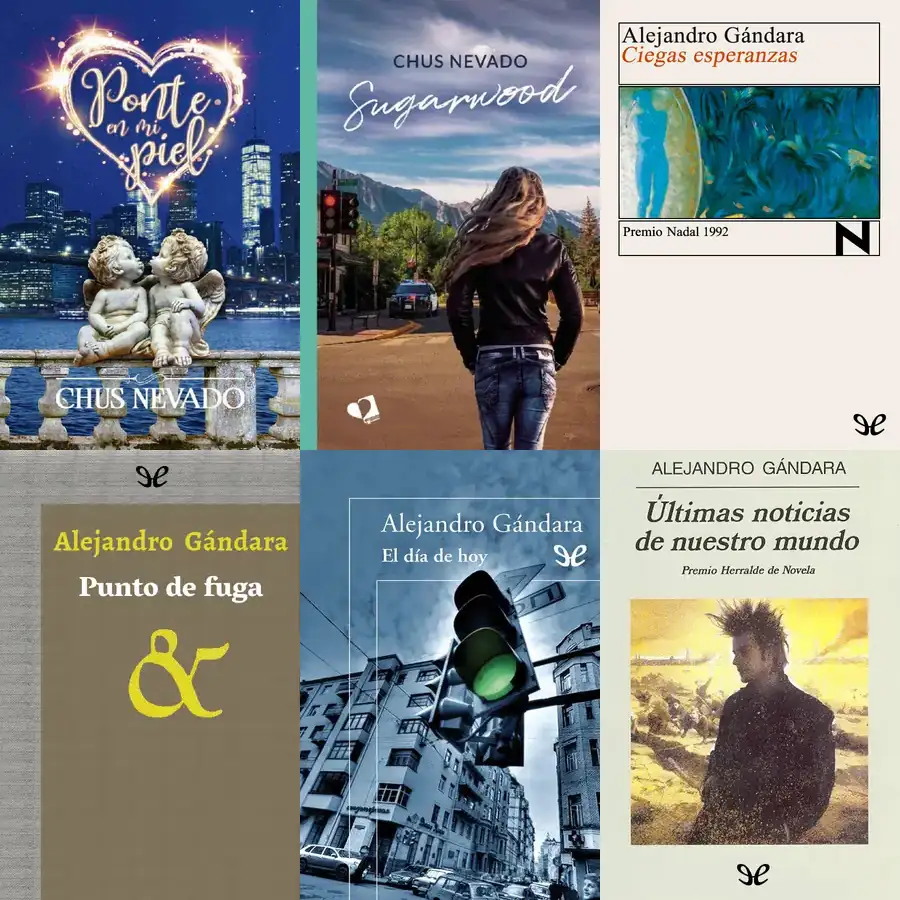 Ponte
en mi
piel
CHUS NEVADO
CHUS NEVADO
Sugarwood
Alejandro Gándara
Ciegas esperanzas
Premio Nadal 1992
N
Alejandro Gándara
Punto de fuga
&
Alejandro Gándara
El día de hoy
ALEJANDRO GÁNDARA
Últimas noticias
de nuestro mundo
Premio Herralde de Novela